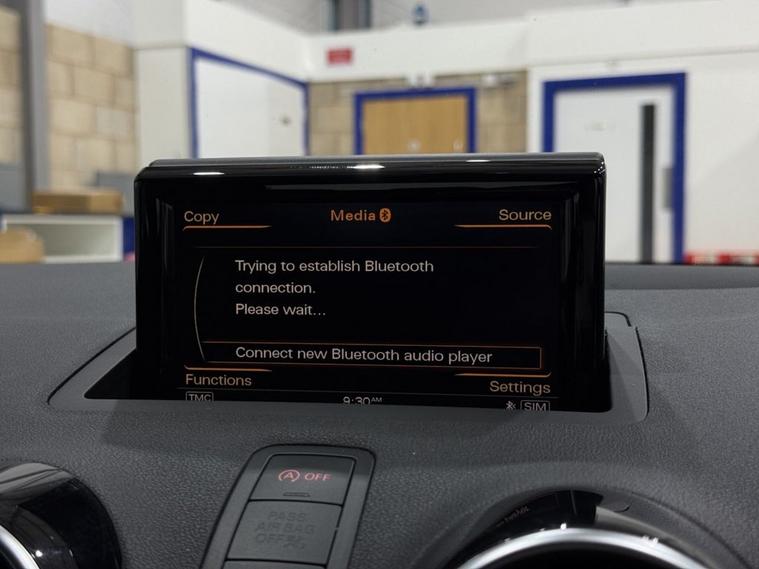 Copy
Media
Source
Trying to establish Bluetooth
connection.
Please wait...
Connect new Bluetooth audio player
Functions
Settings
TMC
9:30AM
SIM
A OFF
PASS
AIR BAG
OFF